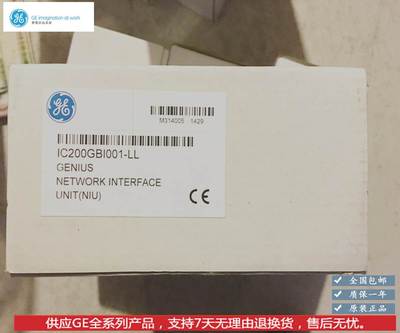 GE imagination at work
GE
M314005 1429
IC200GBI001-LL
GENIUS
NETWORK INTERFACE
UNIT(NIU)
CE
全国包邮
质保一年
原装正品
供应GE全系列产品，支持7天无理由退换货，售后无忧。